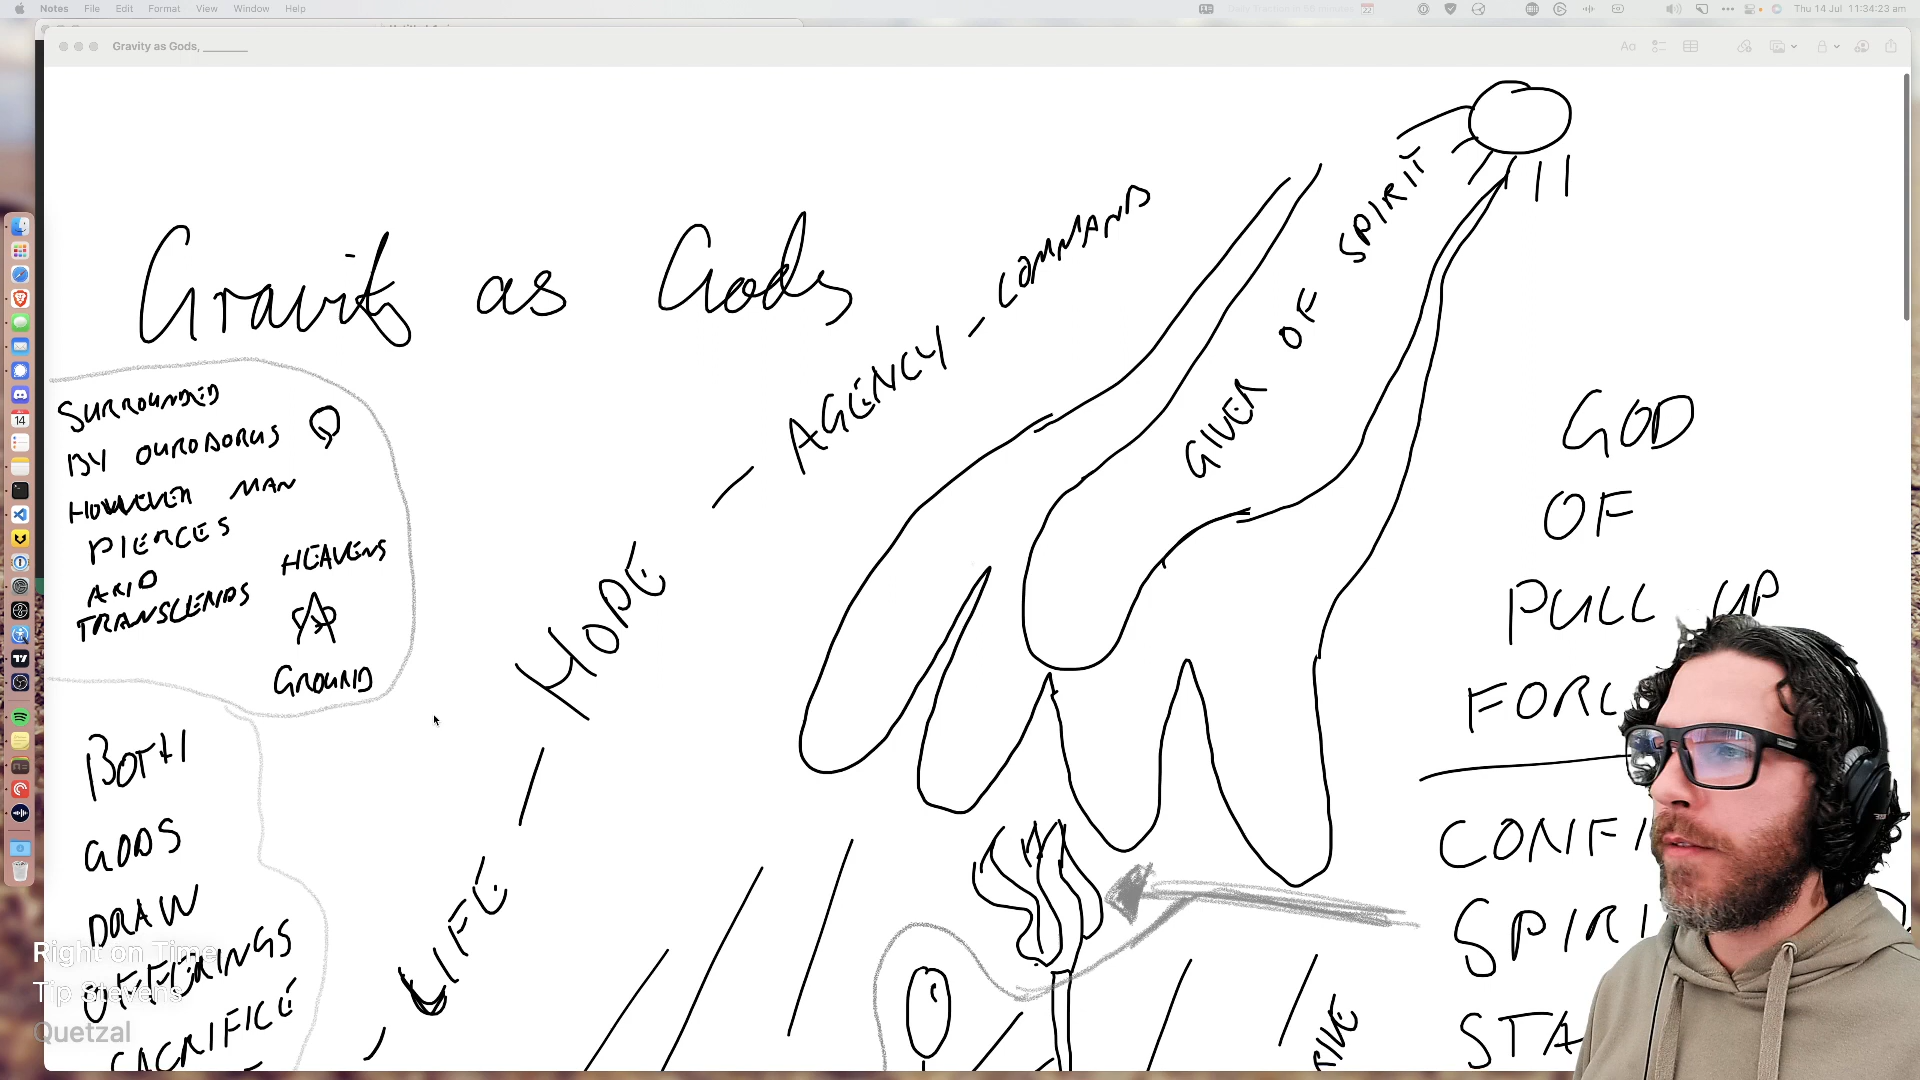 Notes File Edit Format View Window Help
Thu 14 Jul 11:34:23 am
Gravity as Gods, ________
Gravity as Gods
SURROUNDED
BY OUROBORUS
HOWEVER MAN
PIERCES
AND
TRANSCENDS
HEAVENS
GROUND
BOTH
GODS
DRAW
OFFERINGS
SACRIFICE
LIFE — HOPE — AGENCY — COMMAND
GIVER OF SPIRIT
GOD
OF
PULL UP
FORC
CONFI
SPIRI
STA
Right on Time
Tip Stevens
Quetzal